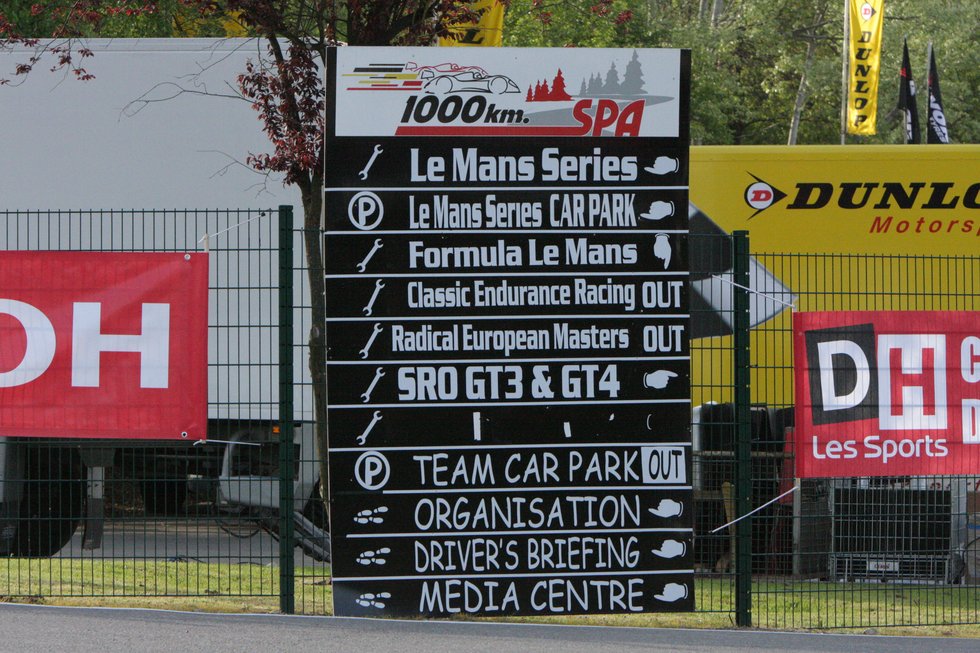 1000km.
SPA
Le Mans Series
P Le Mans Series CAR PARK
Formula Le Mans
Classic Endurance Racing OUT
Radical European Masters OUT
SRO GT3 & GT4
P TEAM CAR PARK OUT
ORGANISATION
DRIVER'S BRIEFING
MEDIA CENTRE
DH
DUNLOP
DUNLOP
DUNLO
Motorsp
DH
Les Sports